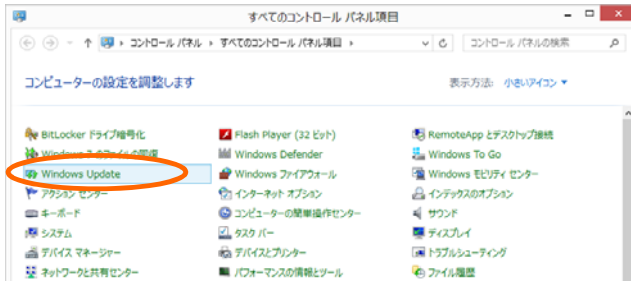 すべてのコントロール パネル項目
コントロール パネル ▸ すべてのコントロール パネル項目 ▸
コントロール パネルの検索
コンピューターの設定を調整します
表示方法: 小さいアイコン
BitLocker ドライブ暗号化
Flash Player (32 ビット)
RemoteApp とデスクトップ接続
Windows 7 のファイルの回復
Windows Defender
Windows To Go
Windows Update
Windows ファイアウォール
Windows モビリティ センター
アクション センター
インターネット オプション
インデックスのオプション
キーボード
コンピューターの簡単操作センター
サウンド
システム
タスク バー
ディスプレイ
デバイス マネージャー
デバイスとプリンター
トラブルシューティング
ネットワークと共有センター
パフォーマンスの情報とツール
ファイル履歴